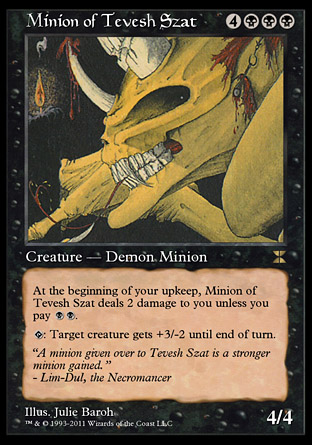 Minion of Tevesh Szat 4
Creature — Demon Minion
At the beginning of your upkeep, Minion of
Tevesh Szat deals 2 damage to you unless you
pay .
: Target creature gets +3/-2 until end of turn.
“A minion given over to Tevesh Szat is a stronger
minion gained.”
- Lim-Dul, the Necromancer
Illus. Julie Baroh
™ & © 1993-2011 Wizards of the Coast LLC
4/4